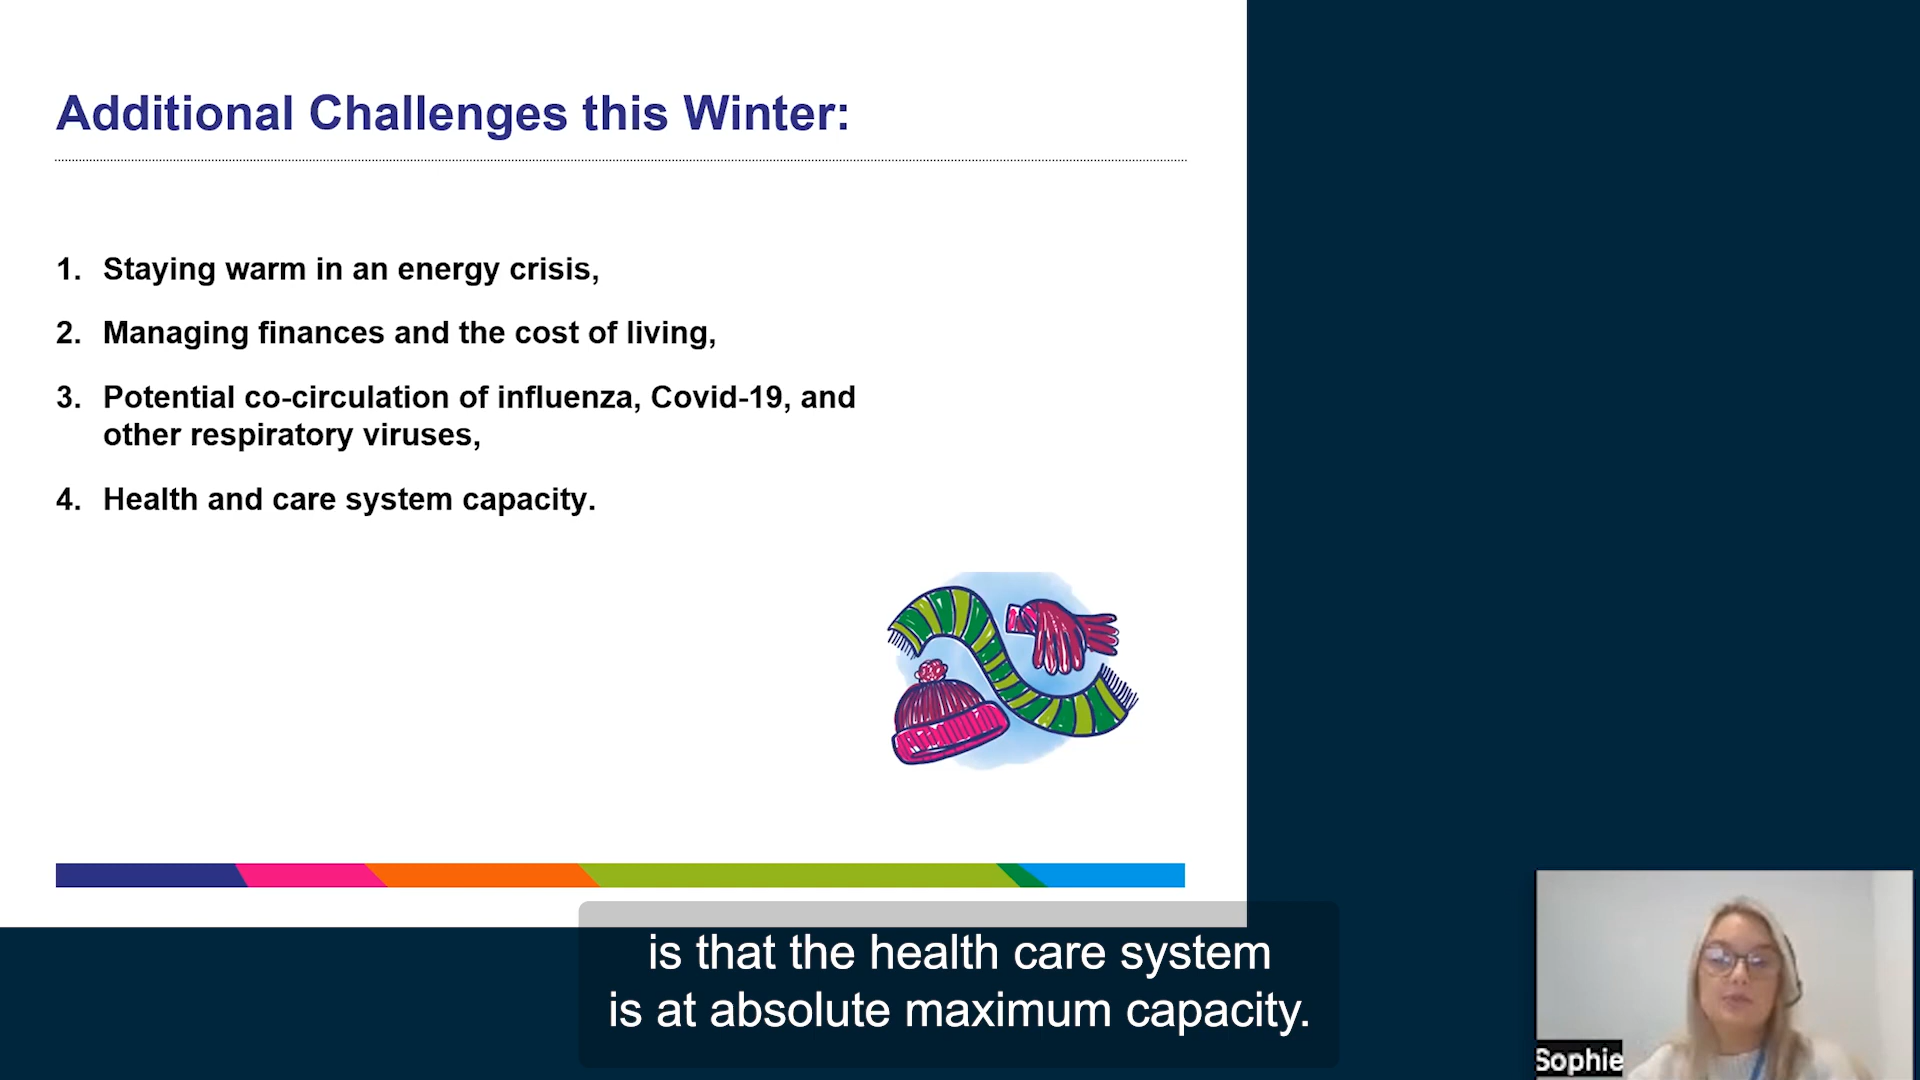 Additional Challenges this Winter:
1. Staying warm in an energy crisis,
2. Managing finances and the cost of living,
3. Potential co-circulation of influenza, Covid-19, and
other respiratory viruses,
4. Health and care system capacity.
is that the health care system
is at absolute maximum capacity.
Sophie